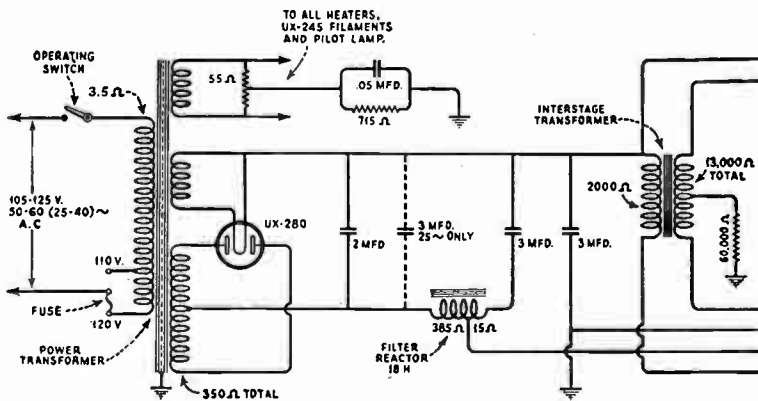 TO ALL HEATERS,
UX-245 FILAMENTS
AND PILOT LAMP.
OPERATING
SWITCH
3.5Ω
55Ω
.05 MFD.
715Ω
INTERSTAGE
TRANSFORMER
105-125 V.
50-60 (25-40)~
A.C
UX-280
2000Ω
13,000Ω
TOTAL
60,000Ω
2 MFD
3 MFD.
25~ ONLY
3 MFD.
3 MFD.
110 V.
FUSE
120 V
385Ω
15Ω
FILTER
REACTOR
18 H
POWER
TRANSFORMER
350Ω TOTAL